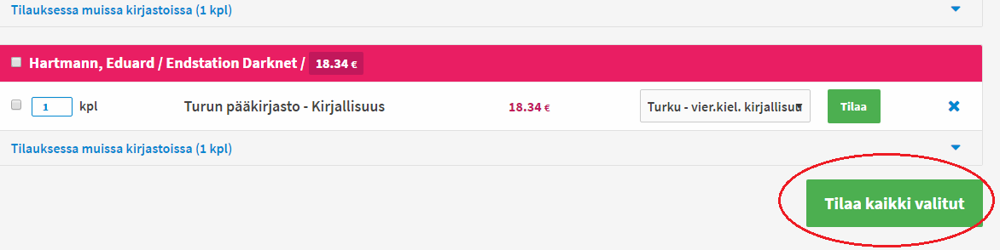 Tilauksessa muissa kirjastoissa (1 kpl)
Hartmann, Eduard / Endstation Darknet / 18.34 €
1 kpl Turun pääkirjasto - Kirjallisuus 18.34 € Turku - vier.kiel. kirjallisuu Tilaa
Tilauksessa muissa kirjastoissa (1 kpl)
Tilaa kaikki valitut